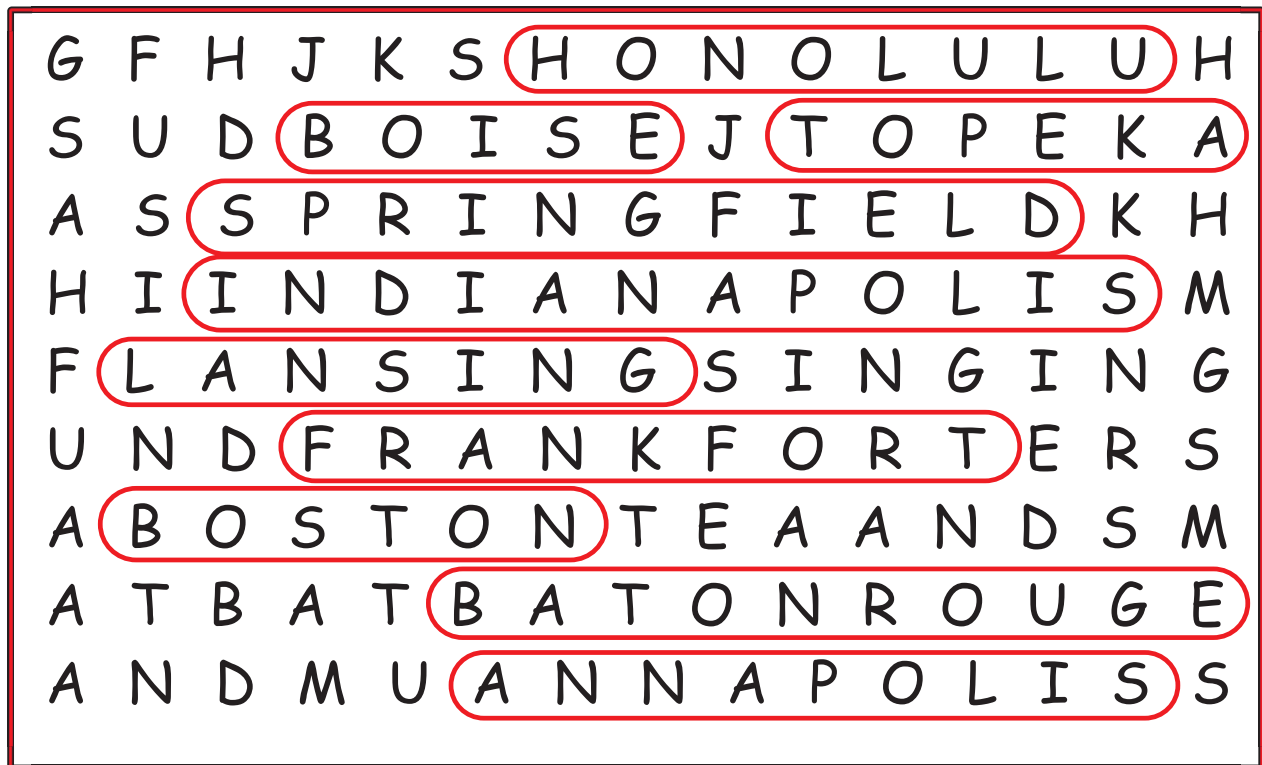 G F H J K S H O N O L U L U H
S U D B O I S E J T O P E K A
A S S P R I N G F I E L D K H
H I I N D I A N A P O L I S M
F L A N S I N G S I N G I N G
U N D F R A N K F O R T E R S
A B O S T O N T E A A N D S M
A T B A T B A T O N R O U G E
A N D M U A N N A P O L I S S